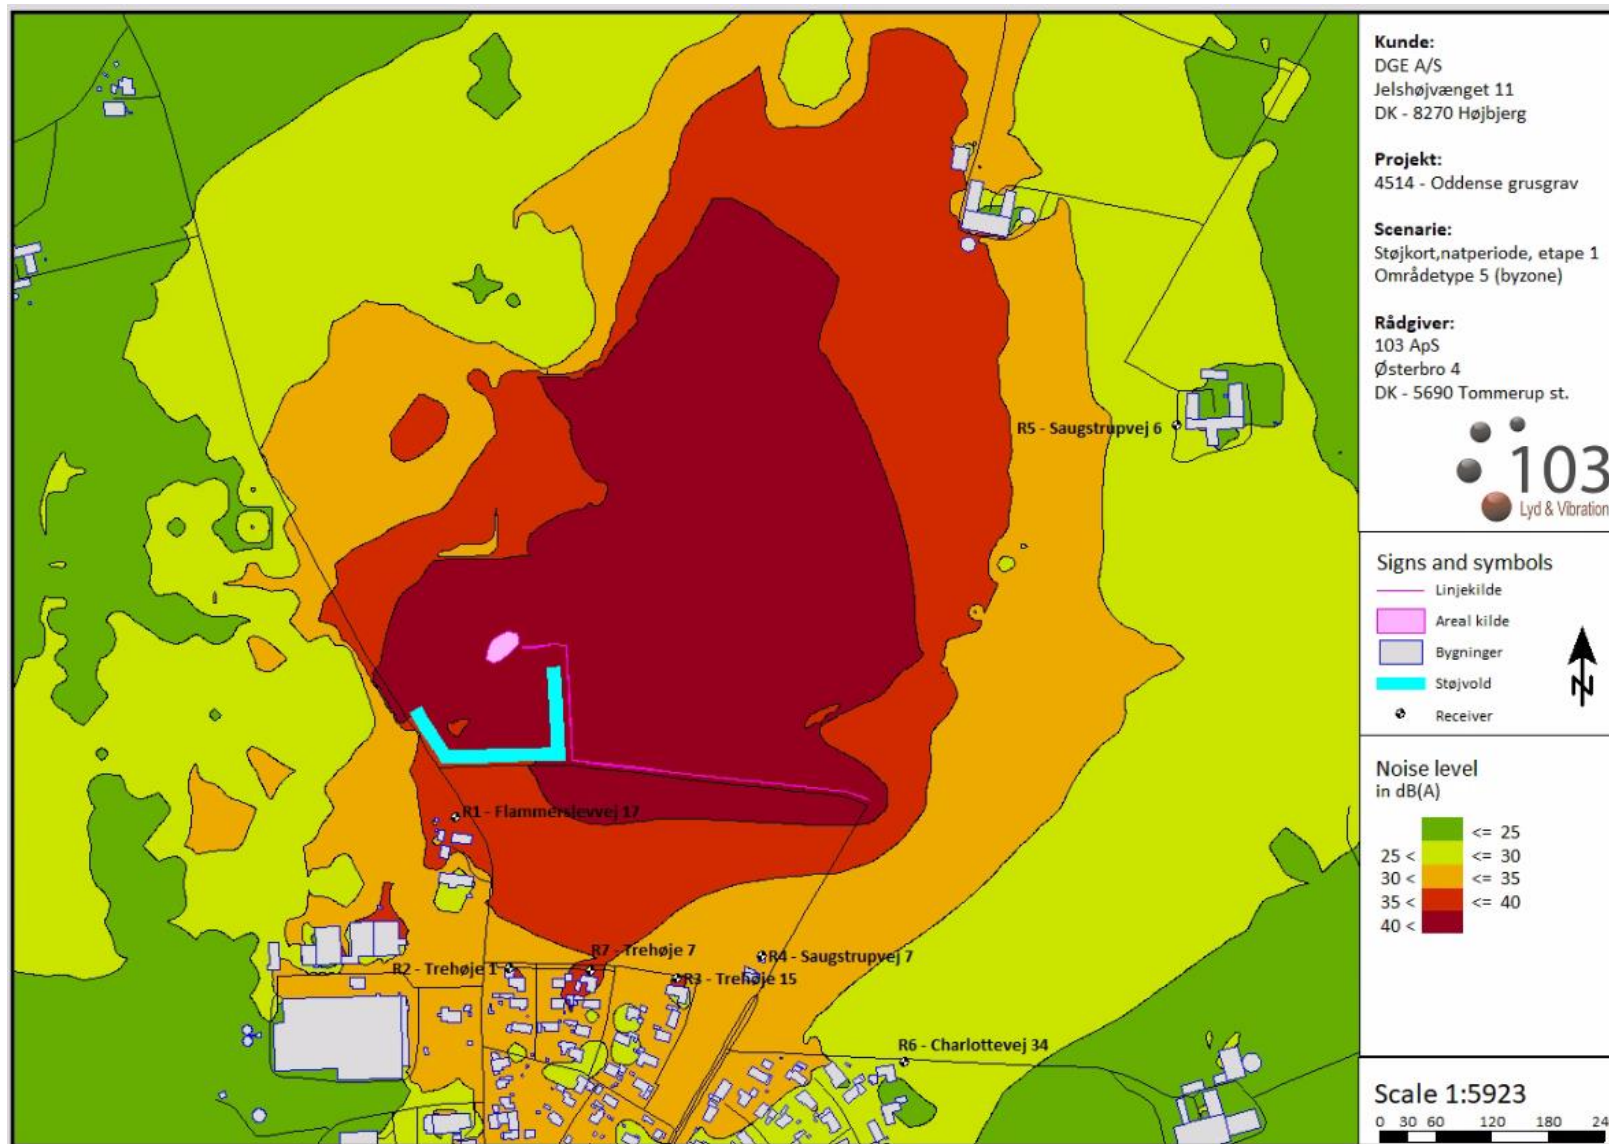 Kunde:
DGE A/S
Jelshøjvænget 11
DK - 8270 Højbjerg
Projekt:
4514 - Oddense grusgrav
Scenarie:
Støjkort,natperiode, etape 1
Områdetype 5 (byzone)
Rådgiver:
103 ApS
Østerbro 4
DK - 5690 Tommerup st.
103
Lyd & Vibration
Signs and symbols
Linjekilde
Areal kilde
Bygninger
Støjvold
Receiver
N
Noise level
in dB(A)
<= 25
25 < <= 30
30 < <= 35
35 < <= 40
40 <
Scale 1:5923
0 30 60 120 180 24
R5 - Saugstrupvej 6
R1 - Flammerslevvej 17
R7 - Trehøje 7
R4 - Saugstrupvej 7
R2 - Trehøje 1
R3 - Trehøje 15
R6 - Charlottevej 34